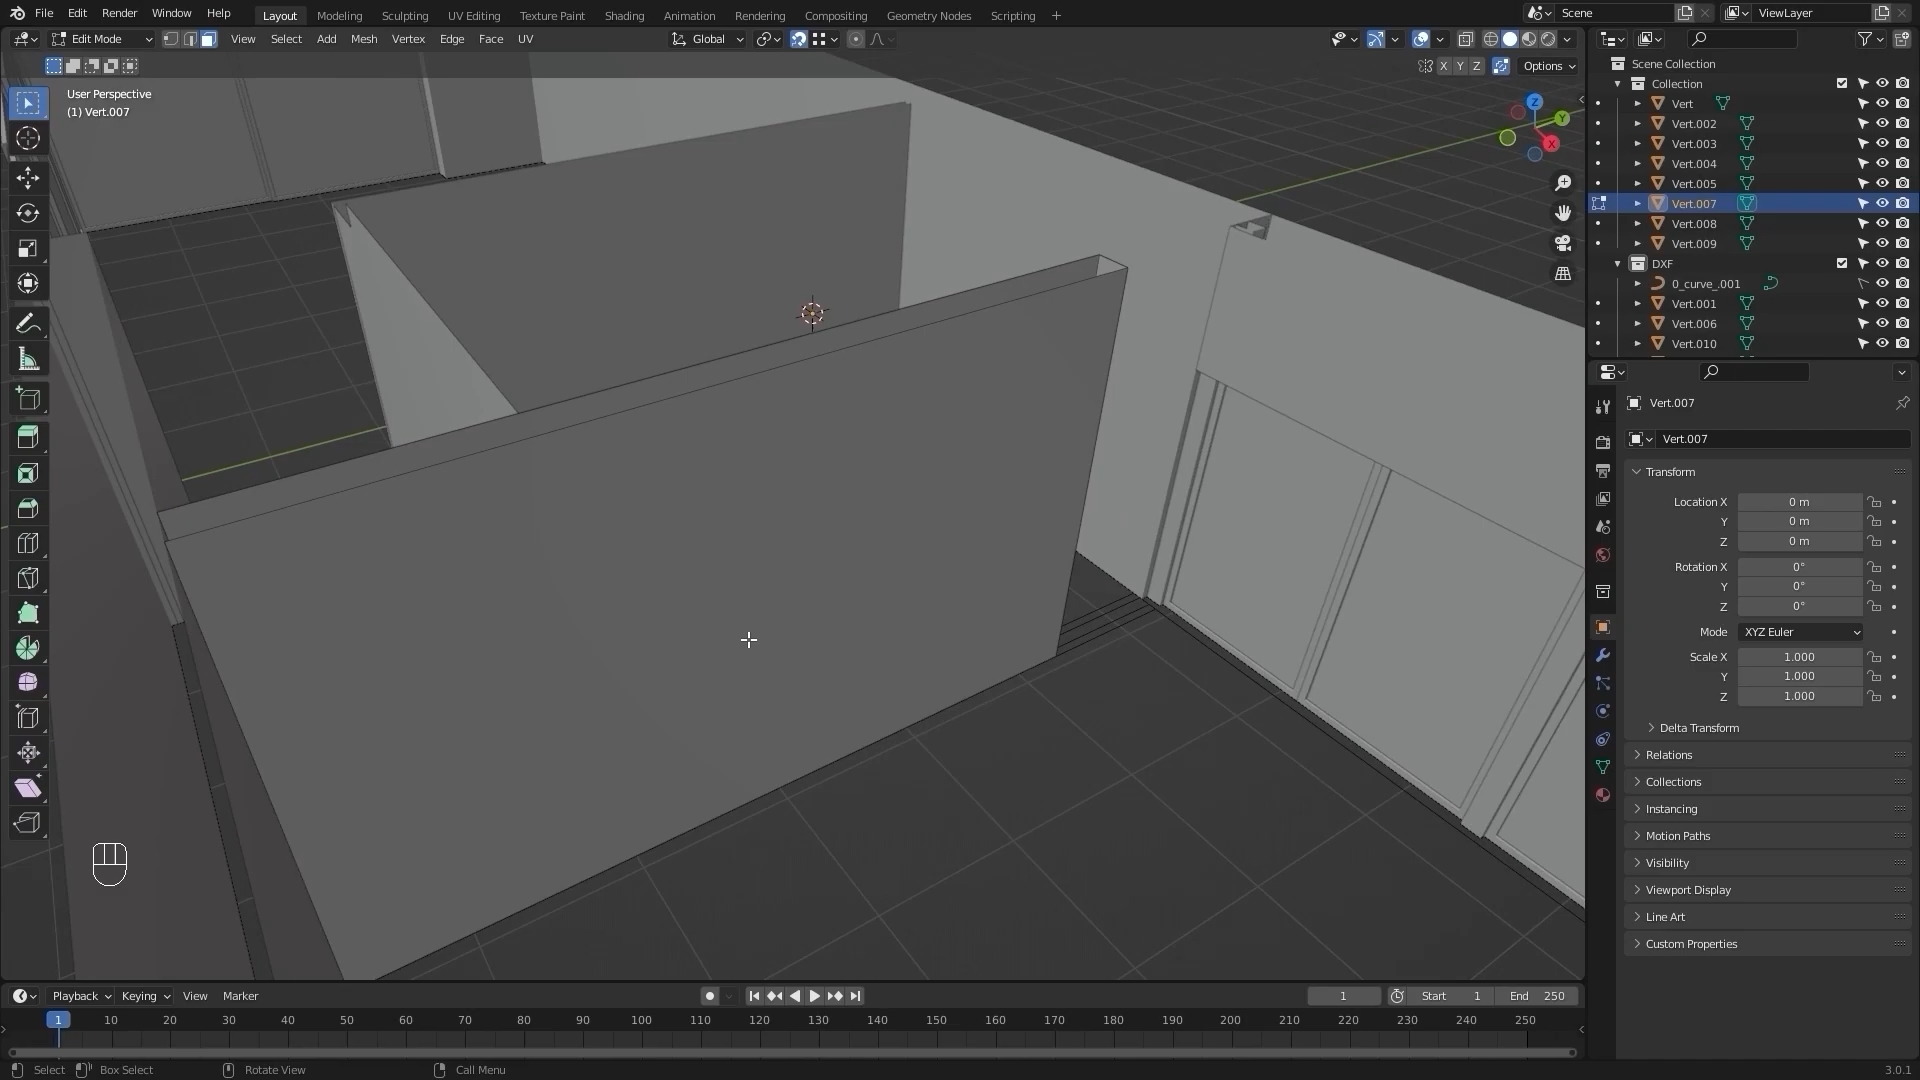 File Edit Render Window Help Layout Modeling Sculpting UV Editing Texture Paint Shading Animation Rendering Compositing Geometry Nodes Scripting + Scene ViewLayer
Edit Mode View Select Add Mesh Vertex Edge Face UV Global
X Y Z Options
User Perspective
(1) Vert.007
Z
Y
X
Scene Collection
Collection
Vert
Vert.002
Vert.003
Vert.004
Vert.005
Vert.007
Vert.008
Vert.009
DXF
0_curve_.001
Vert.001
Vert.006
Vert.010
Vert.007
Vert.007
Transform
Location X 0 m
Y 0 m
Z 0 m
Rotation X 0°
Y 0°
Z 0°
Mode XYZ Euler
Scale X 1.000
Y 1.000
Z 1.000
Delta Transform
Relations
Collections
Instancing
Motion Paths
Visibility
Viewport Display
Line Art
Custom Properties
Playback Keying View Marker 1 Start 1 End 250
1 10 20 30 40 50 60 70 80 90 100 110 120 130 140 150 160 170 180 190 200 210 220 230 240 250
Select Box Select Rotate View Call Menu 3.0.1